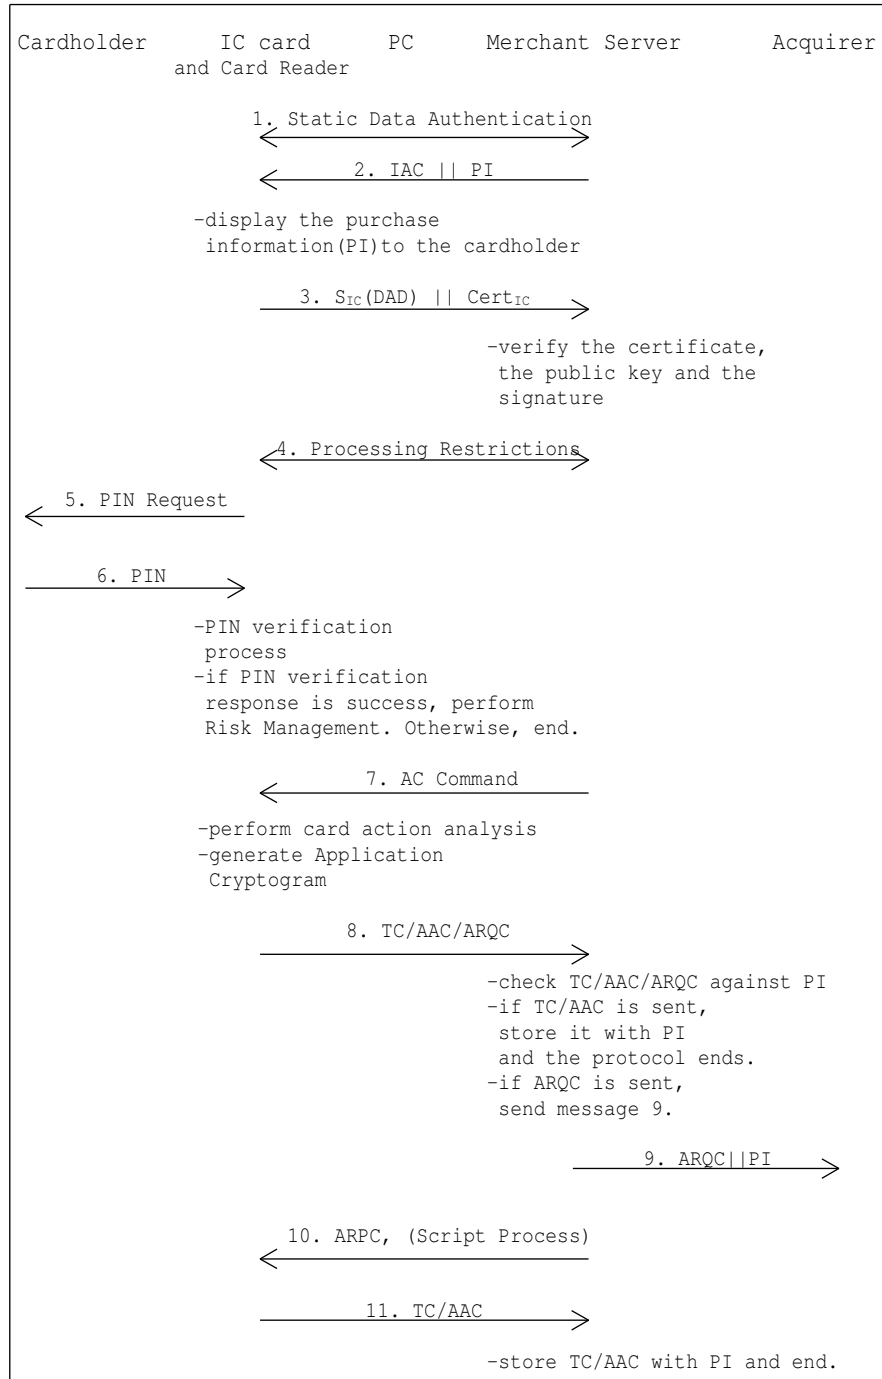 Cardholder IC card PC Merchant Server Acquirer
and Card Reader
1. Static Data Authentication
2. IAC || PI
-display the purchase
information(PI)to the cardholder
3. SIC(DAD) || CertIC
-verify the certificate,
the public key and the
signature
4. Processing Restrictions
5. PIN Request
6. PIN
-PIN verification
process
-if PIN verification
response is success, perform
Risk Management. Otherwise, end.
7. AC Command
-perform card action analysis
-generate Application
Cryptogram
8. TC/AAC/ARQC
-check TC/AAC/ARQC against PI
-if TC/AAC is sent,
store it with PI
and the protocol ends.
-if ARQC is sent,
send message 9.
9. ARQC||PI
10. ARPC, (Script Process)
11. TC/AAC
-store TC/AAC with PI and end.